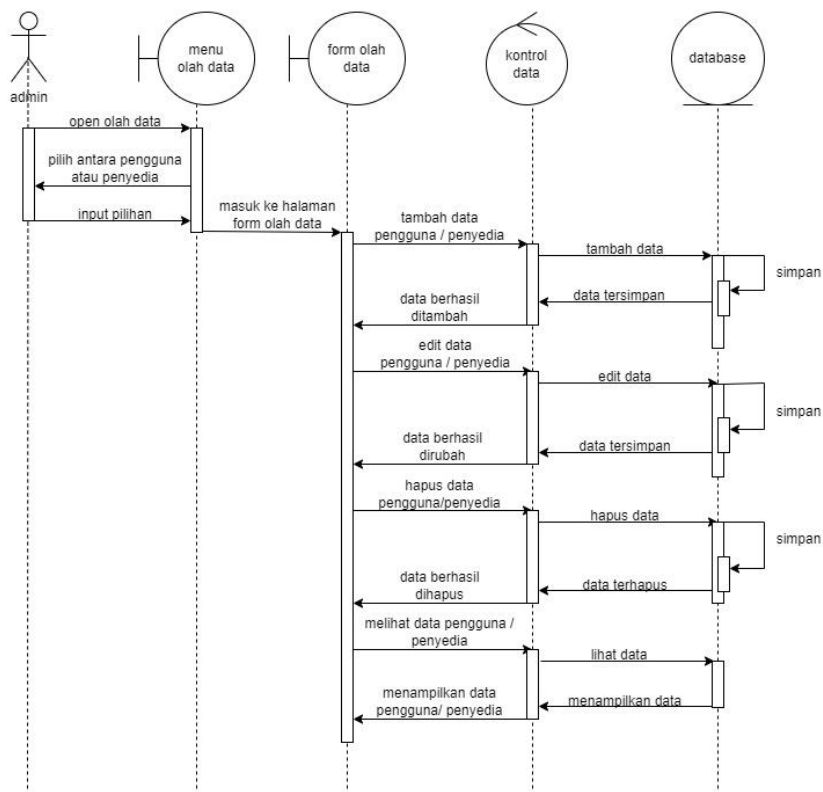 menu
olah data
form olah
data
kontrol
data
database
admin
open olah data
pilih antara pengguna
atau penyedia
input pilihan
masuk ke halaman
form olah data
tambah data
pengguna / penyedia
tambah data
simpan
data tersimpan
data berhasil
ditambah
edit data
pengguna / penyedia
edit data
simpan
data tersimpan
data berhasil
dirubah
hapus data
pengguna/penyedia
hapus data
simpan
data terhapus
data berhasil
dihapus
melihat data pengguna /
penyedia
lihat data
menampilkan data
menampilkan data
pengguna/ penyedia